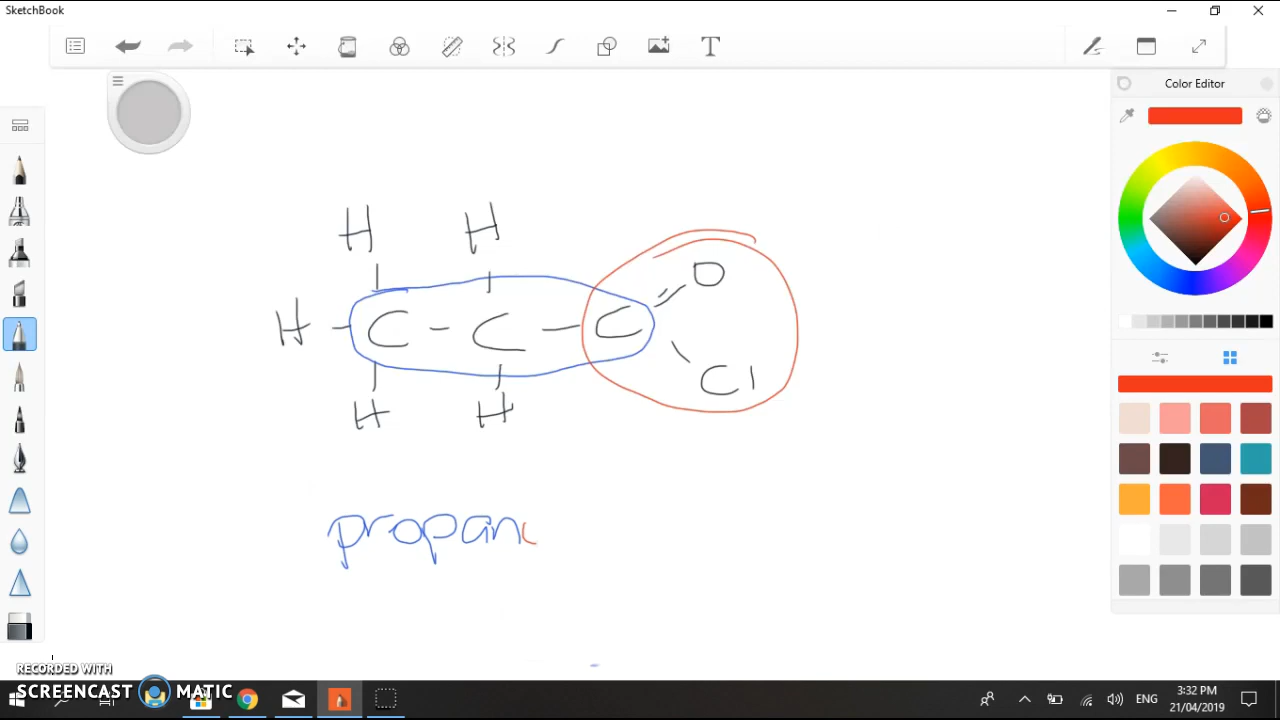 SketchBook
Color Editor
H H
H - C - C - C = O
Cl
H H
propan
RECORDED WITH
SCREENCAST MATIC
ENG
3:32 PM
21/04/2019